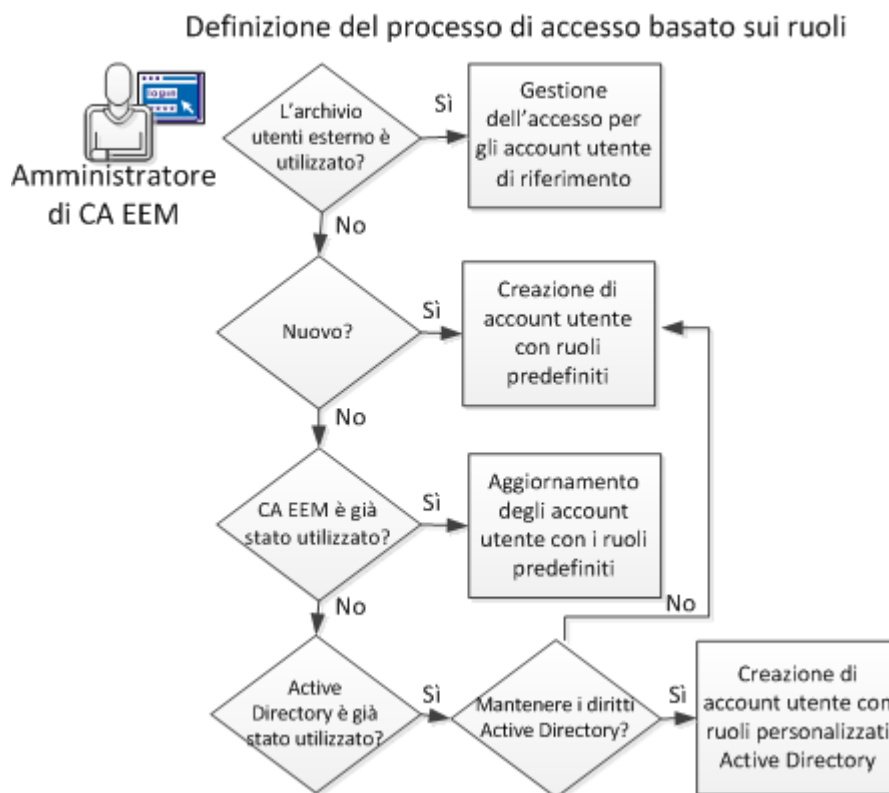 Definizione del processo di accesso basato sui ruoli
login
Amministratore
di CA EEM
L'archivio
utenti esterno è
utilizzato?
Sì
Gestione
dell'accesso per
gli account utente
di riferimento
No
Nuovo?
Sì
Creazione di
account utente
con ruoli
predefiniti
No
CA EEM è già
stato utilizzato?
Sì
Aggiornamento
degli account
utente con i ruoli
predefiniti
No
No
Active
Directory è già
stato utilizzato?
Sì
Mantenere i diritti
Active Directory?
Sì
Creazione di
account utente con
ruoli personalizzati
Active Directory